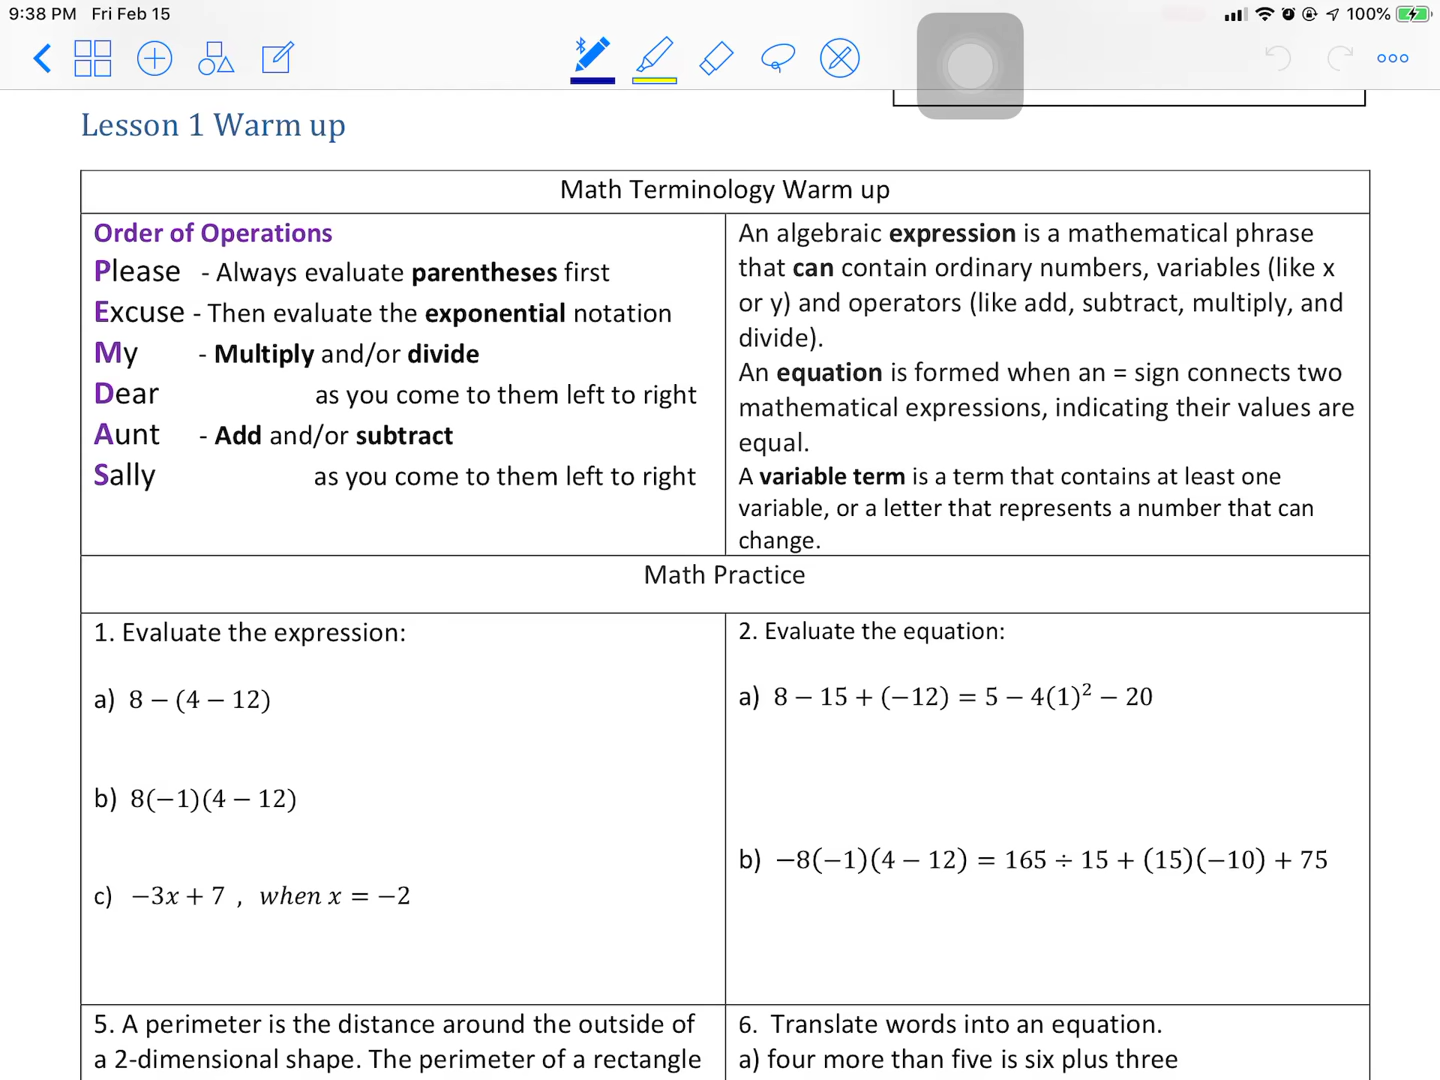 9:38 PM Fri Feb 15
100%
Lesson 1 Warm up
Math Terminology Warm up
Order of Operations
Please - Always evaluate parentheses first
Excuse - Then evaluate the exponential notation
My - Multiply and/or divide
Dear as you come to them left to right
Aunt - Add and/or subtract
Sally as you come to them left to right
An algebraic expression is a mathematical phrase
that can contain ordinary numbers, variables (like x
or y) and operators (like add, subtract, multiply, and
divide).
An equation is formed when an = sign connects two
mathematical expressions, indicating their values are
equal.
A variable term is a term that contains at least one
variable, or a letter that represents a number that can
change.
Math Practice
1. Evaluate the expression:
a) 8 − (4 − 12)
b) 8(−1)(4 − 12)
c) −3x + 7 , when x = −2
2. Evaluate the equation:
a) 8 − 15 + (−12) = 5 − 4(1)² − 20
b) −8(−1)(4 − 12) = 165 ÷ 15 + (15)(−10) + 75
5. A perimeter is the distance around the outside of
a 2-dimensional shape. The perimeter of a rectangle
6. Translate words into an equation.
a) four more than five is six plus three